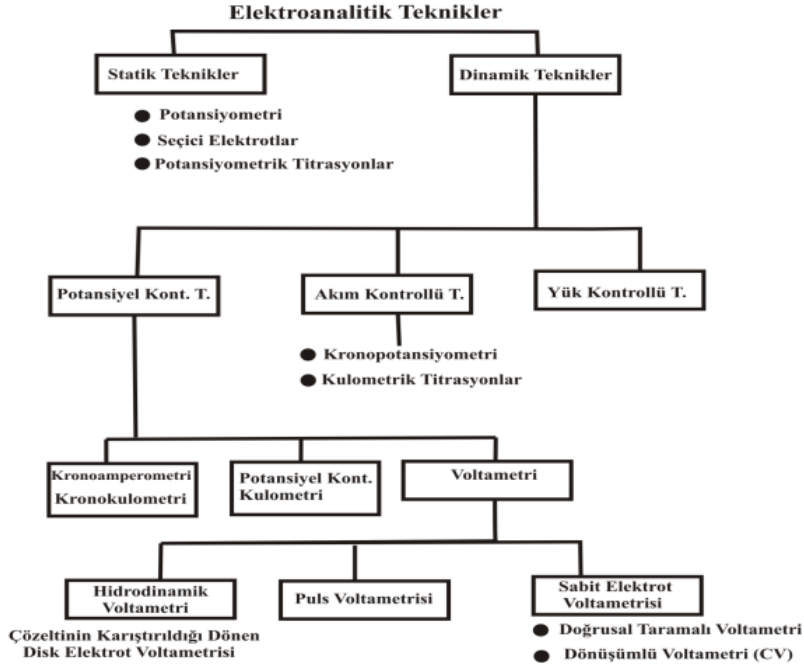 Elektroanalitik Teknikler
Statik Teknikler
Dinamik Teknikler
● Potansiyometri
● Seçici Elektrotlar
● Potansiyometrik Titrasyonlar
Potansiyel Kont. T.
Akım Kontrollü T.
Yük Kontrollü T.
● Kronopotansiyometri
● Kulometrik Titrasyonlar
Kronoamperometri
Kronokulometri
Potansiyel Kont.
Kulometri
Voltametri
Hidrodinamik
Voltametri
Puls Voltametrisi
Sabit Elektrot
Voltametrisi
Çözeltinin Karıştırıldığı Dönen
Disk Elektrot Voltametrisi
● Doğrusal Taramalı Voltametri
● Dönüşümlü Voltametri (CV)